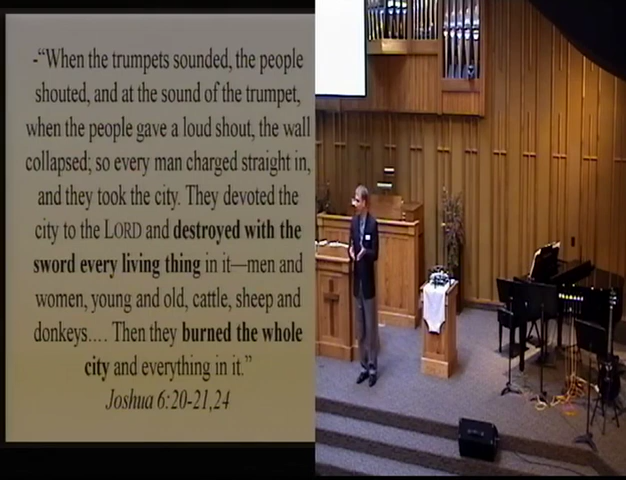 -“When the trumpets sounded, the people
shouted, and at the sound of the trumpet,
when the people gave a loud shout, the wall
collapsed; so every man charged straight in,
and they took the city. They devoted the
city to the LORD and destroyed with the
sword every living thing in it—men and
women, young and old, cattle, sheep and
donkeys.... Then they burned the whole
city and everything in it.”
Joshua 6:20-21,24